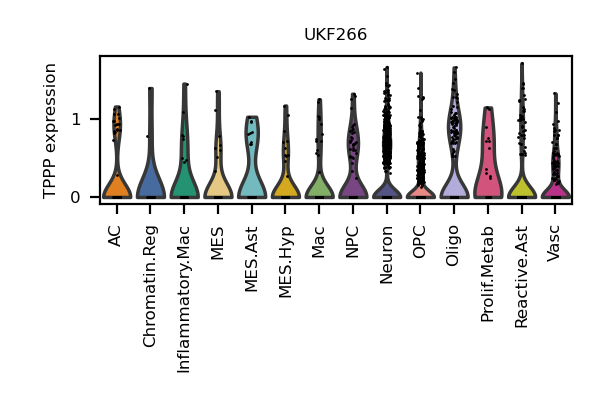 UKF266
TPPP expression
1
0
AC
Chromatin.Reg
Inflammatory.Mac
MES
MES.Ast
MES.Hyp
Mac
NPC
Neuron
OPC
Oligo
Prolif.Metab
Reactive.Ast
Vasc